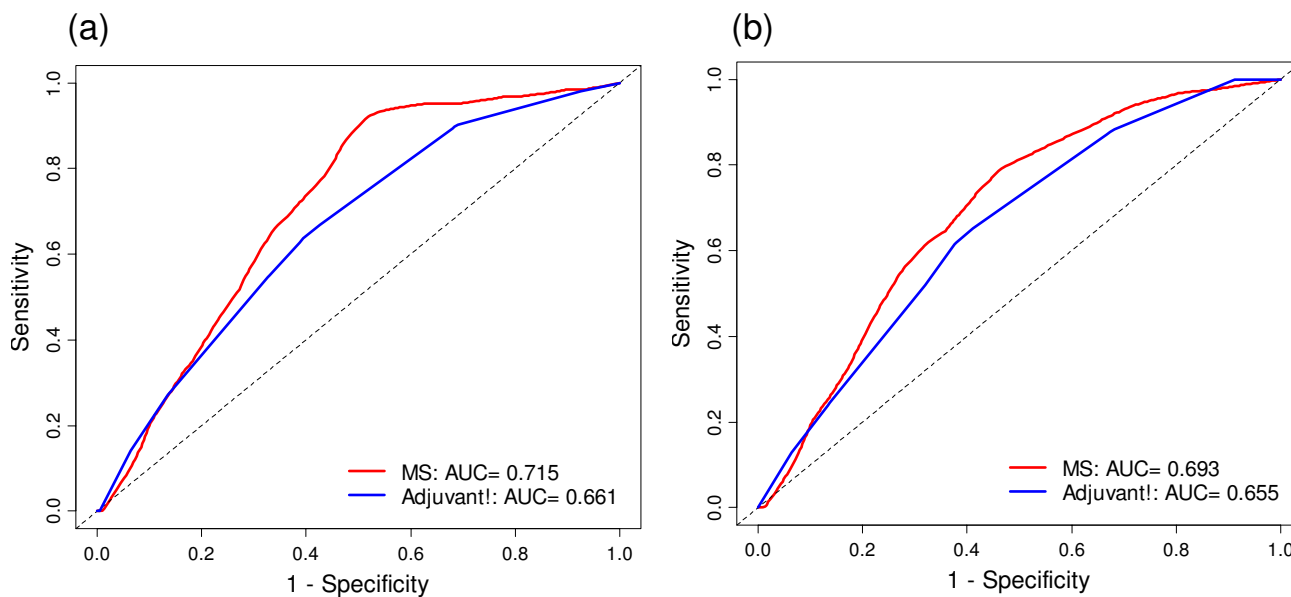 (a)
1.0
0.8
0.6
0.4
0.2
0.0
Sensitivity
MS: AUC= 0.715
Adjuvant!: AUC= 0.661
0.0 0.2 0.4 0.6 0.8 1.0
1 - Specificity
(b)
1.0
0.8
0.6
0.4
0.2
0.0
Sensitivity
MS: AUC= 0.693
Adjuvant!: AUC= 0.655
0.0 0.2 0.4 0.6 0.8 1.0
1 - Specificity